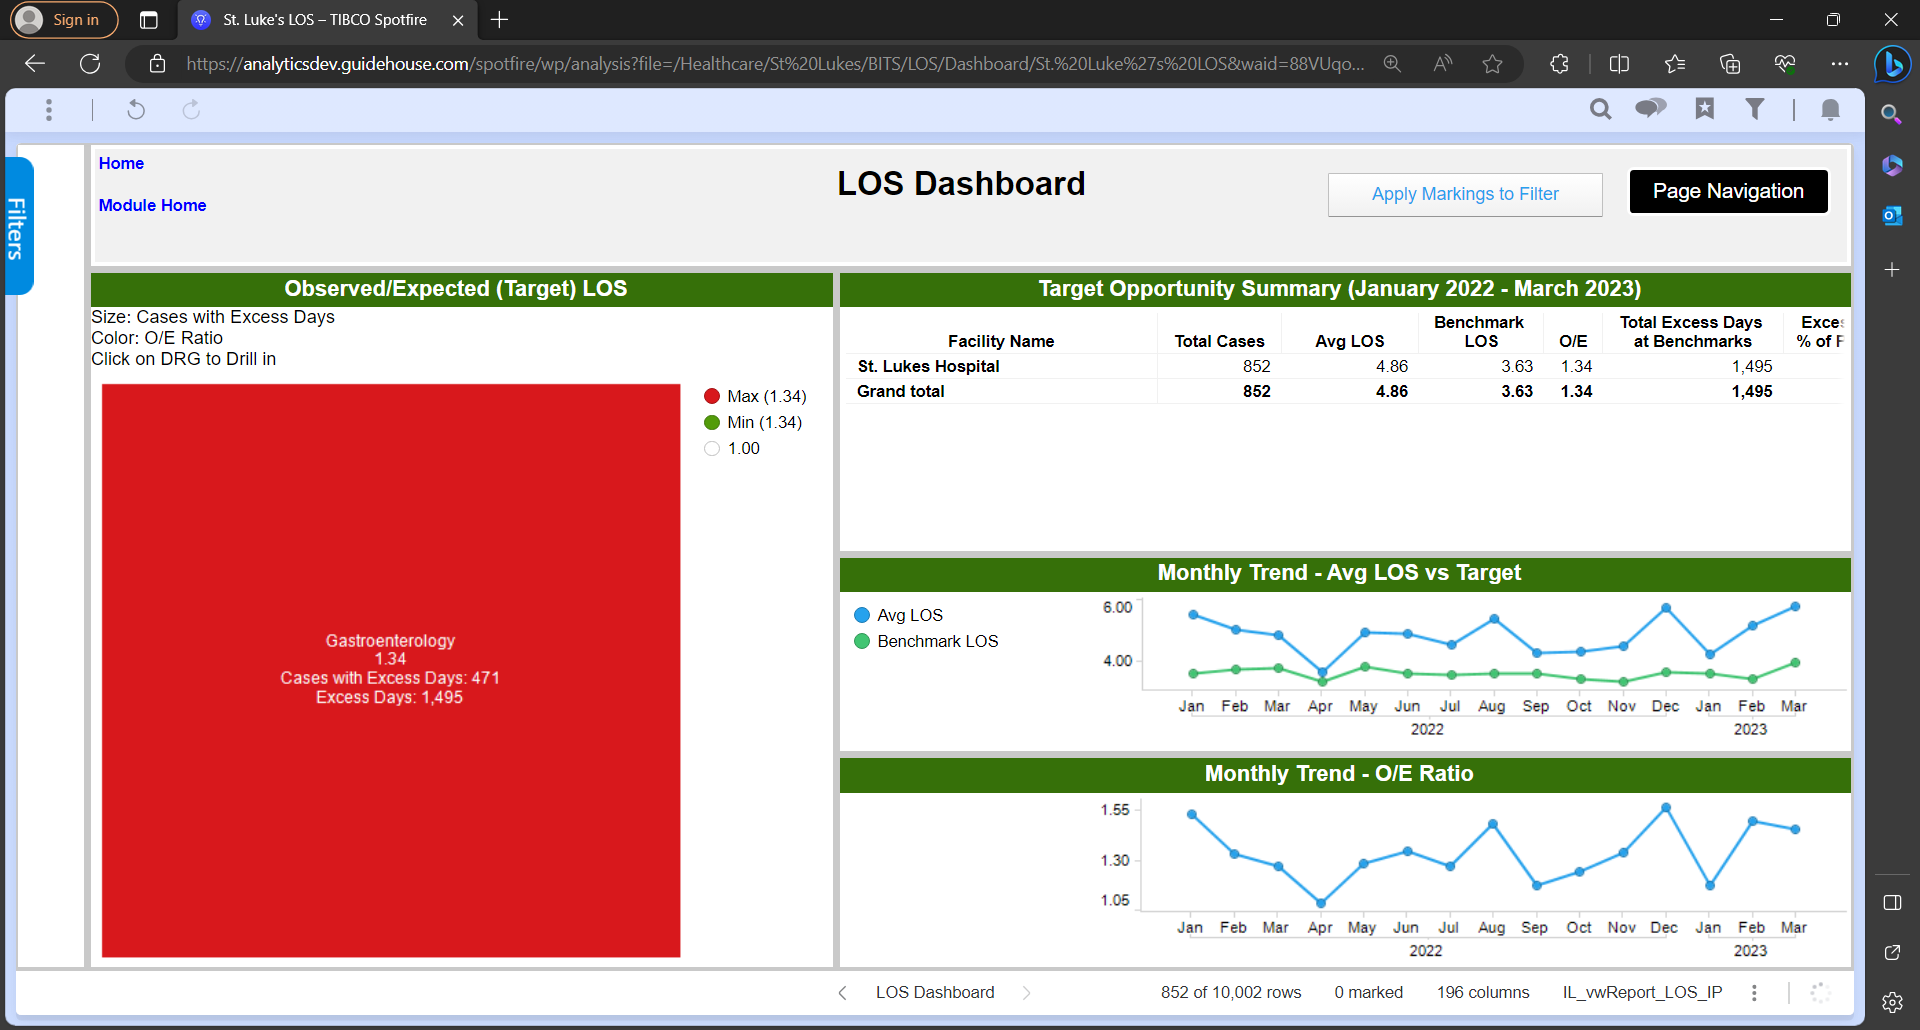 Sign in
St. Luke's LOS – TIBCO Spotfire
https://analyticsdev.guidehouse.com/spotfire/wp/analysis?file=/Healthcare/St%20Lukes/BITS/LOS/Dashboard/St.%20Luke%27s%20LOS&waid=88VUqo...
Filters
Home
Module Home
LOS Dashboard
Apply Markings to Filter
Page Navigation
Observed/Expected (Target) LOS
Size: Cases with Excess Days
Color: O/E Ratio
Click on DRG to Drill in
Max (1.34)
Min (1.34)
1.00
Gastroenterology
1.34
Cases with Excess Days: 471
Excess Days: 1,495
Target Opportunity Summary (January 2022 - March 2023)
Facility Name Total Cases Avg LOS Benchmark LOS O/E Total Excess Days at Benchmarks Exces % of F
St. Lukes Hospital 852 4.86 3.63 1.34 1,495
Grand total 852 4.86 3.63 1.34 1,495
Monthly Trend - Avg LOS vs Target
Avg LOS
Benchmark LOS
6.00
4.00
Jan Feb Mar Apr May Jun Jul Aug Sep Oct Nov Dec Jan Feb Mar
2022 2023
Monthly Trend - O/E Ratio
1.55
1.30
1.05
Jan Feb Mar Apr May Jun Jul Aug Sep Oct Nov Dec Jan Feb Mar
2022 2023
LOS Dashboard
852 of 10,002 rows 0 marked 196 columns IL_vwReport_LOS_IP